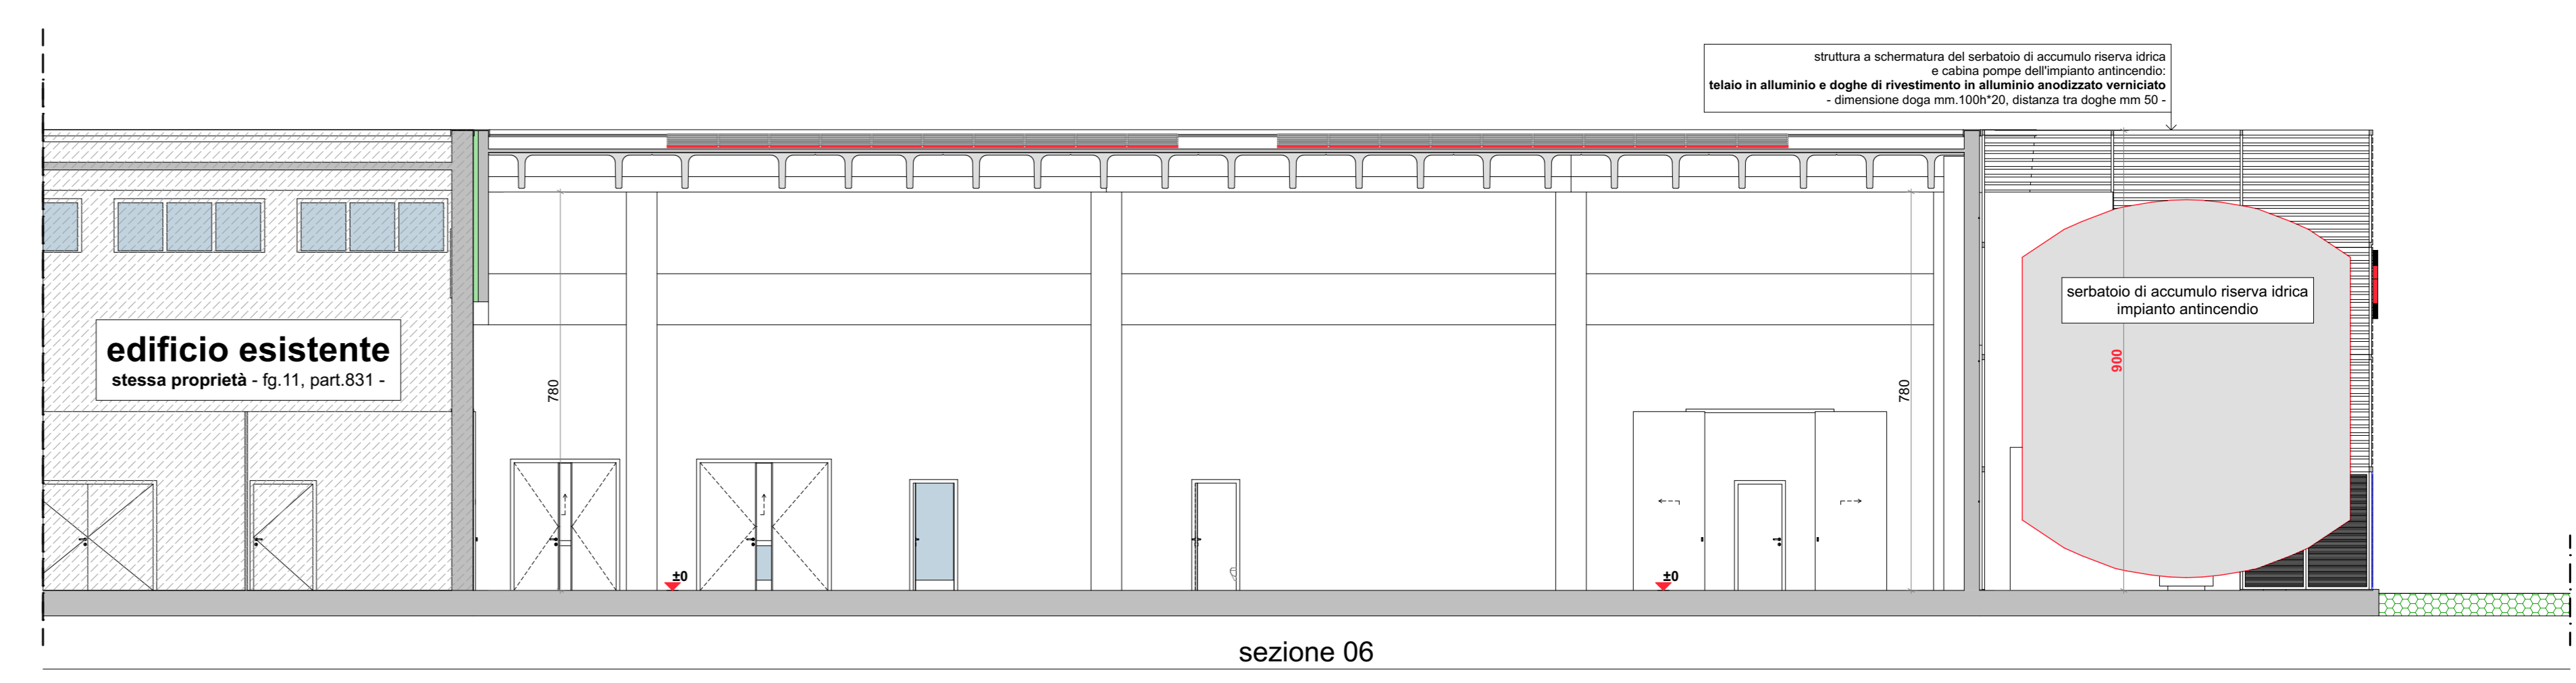 struttura a schermatura del serbatoio di accumulo riserva idrica
e cabina pompe dell'impianto antincendio:
telaio in alluminio e doghe di rivestimento in alluminio anodizzato verniciato
- dimensione doga mm.100h*20, distanza tra doghe mm 50 -
edificio esistente
stessa proprietà - fg.11, part.831 -
780
780
900
serbatoio di accumulo riserva idrica
impianto antincendio
±0
±0
sezione 06